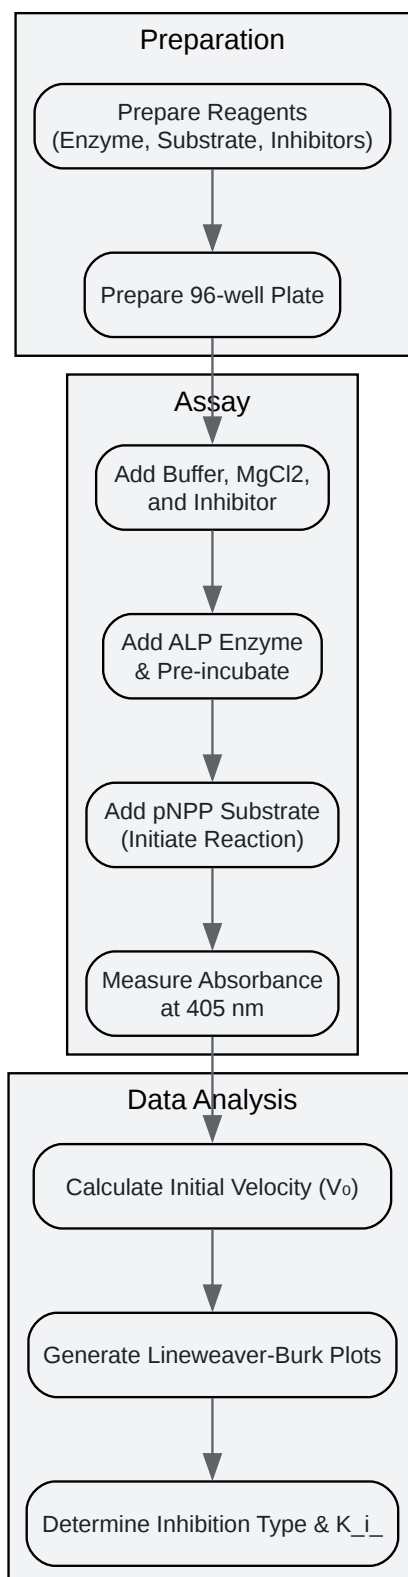 Preparation
Prepare Reagents
(Enzyme, Substrate, Inhibitors)
Prepare 96-well Plate
Assay
Add Buffer, MgCl2,
and Inhibitor
Add ALP Enzyme
& Pre-incubate
Add pNPP Substrate
(Initiate Reaction)
Measure Absorbance
at 405 nm
Data Analysis
Calculate Initial Velocity (V₀)
Generate Lineweaver-Burk Plots
Determine Inhibition Type & K_i_